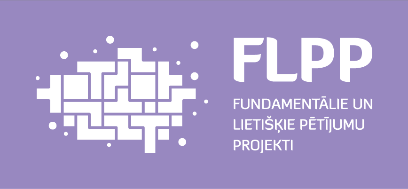 FLPP
FUNDAMENTĀLIE UN
LIETIŠĶIE PĒTĪJUMU
PROJEKTI